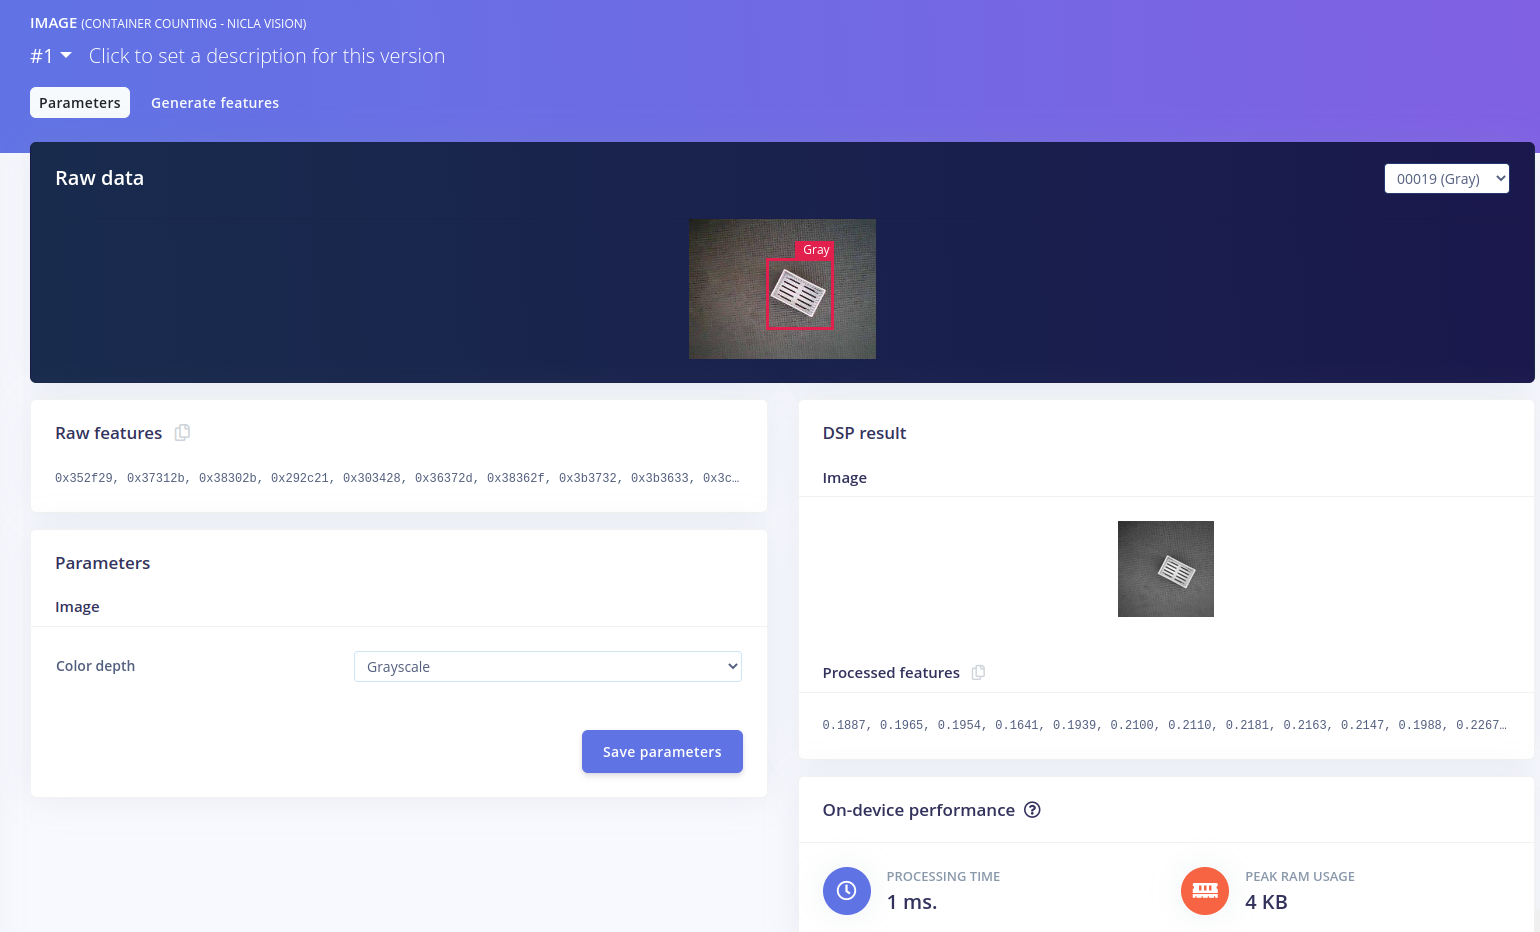 IMAGE (CONTAINER COUNTING - NICLA VISION)
#1 Click to set a description for this version
Parameters Generate features
Raw data
00019 (Gray)
Gray
Raw features
0x352f29, 0x37312b, 0x38302b, 0x292c21, 0x303428, 0x36372d, 0x38362f, 0x3b3732, 0x3b3633, 0x3c…
Parameters
Image
Color depth
Grayscale
Save parameters
DSP result
Image
Processed features
0.1887, 0.1965, 0.1954, 0.1641, 0.1939, 0.2100, 0.2110, 0.2181, 0.2163, 0.2147, 0.1988, 0.2267…
On-device performance
PROCESSING TIME
1 ms.
PEAK RAM USAGE
4 KB